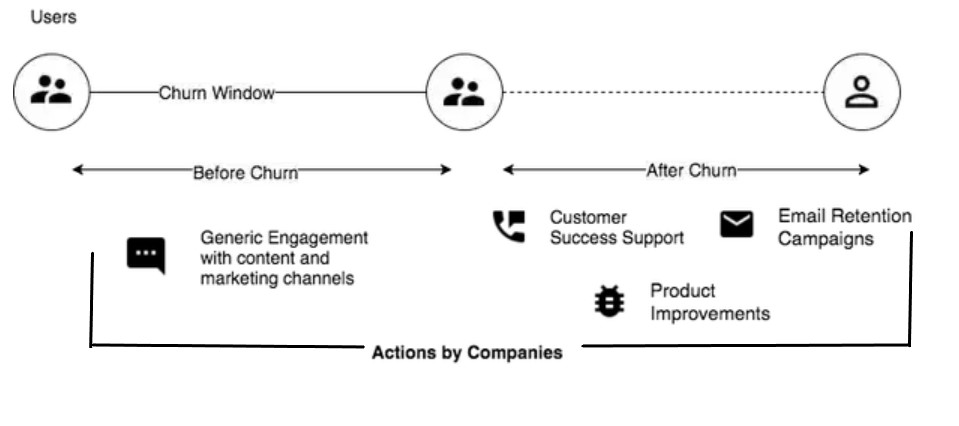 Users
Churn Window
Before Churn
After Churn
Generic Engagement
with content and
marketing channels
Customer
Success Support
Email Retention
Campaigns
Product
Improvements
Actions by Companies